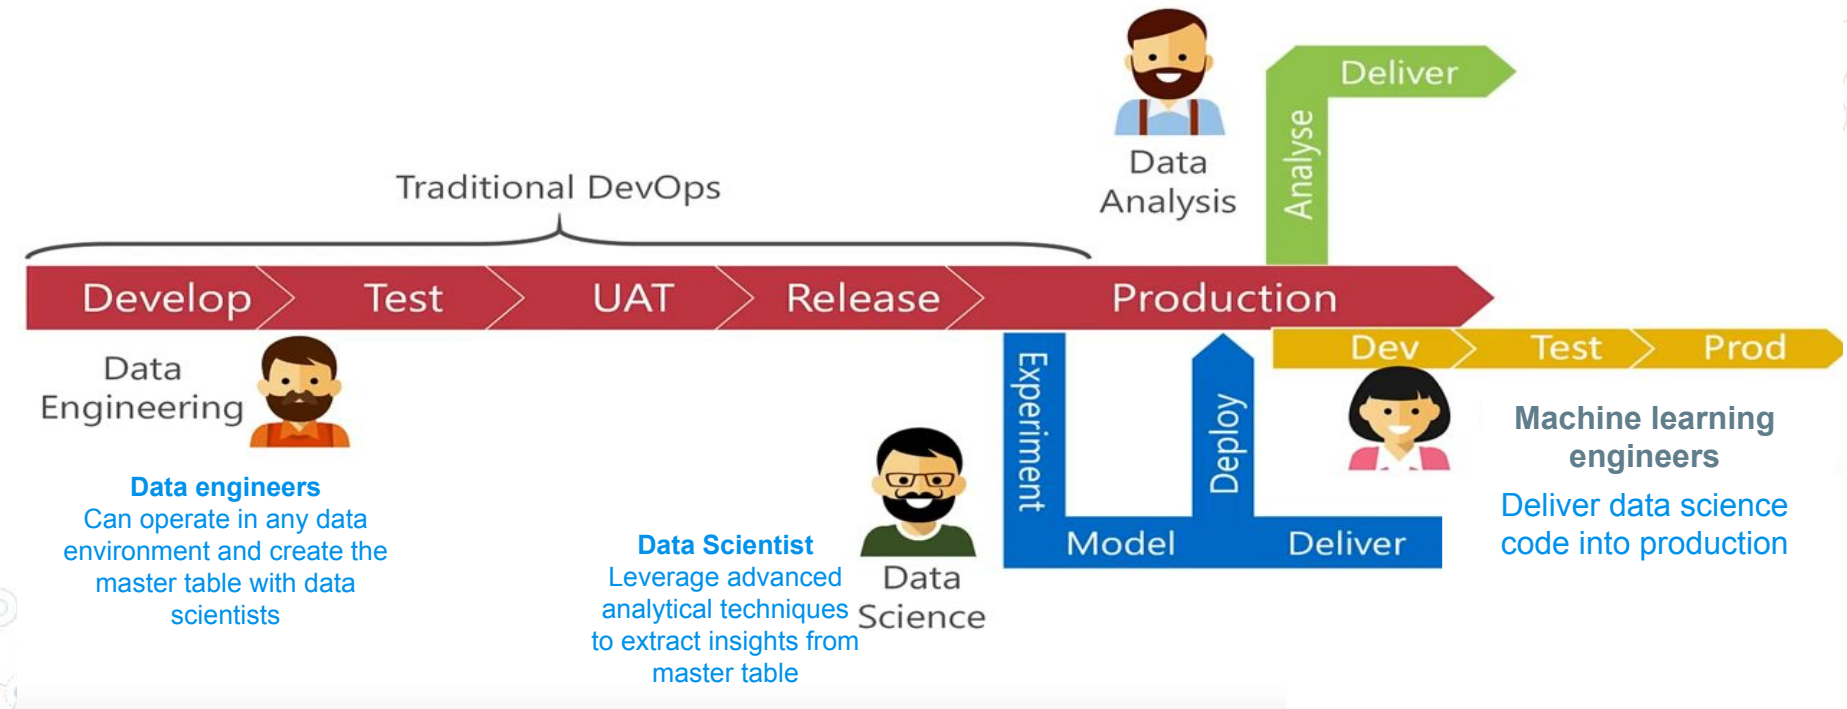 Deliver
Analyse
Data
Analysis
Traditional DevOps
Develop
Test
UAT
Release
Production
Dev
Test
Prod
Data
Engineering
Data engineers
Can operate in any data
environment and create the
master table with data
scientists
Data Scientist
Leverage advanced
analytical techniques
to extract insights from
master table
Data
Science
Experiment
Model
Deploy
Deliver
Machine learning
engineers
Deliver data science
code into production